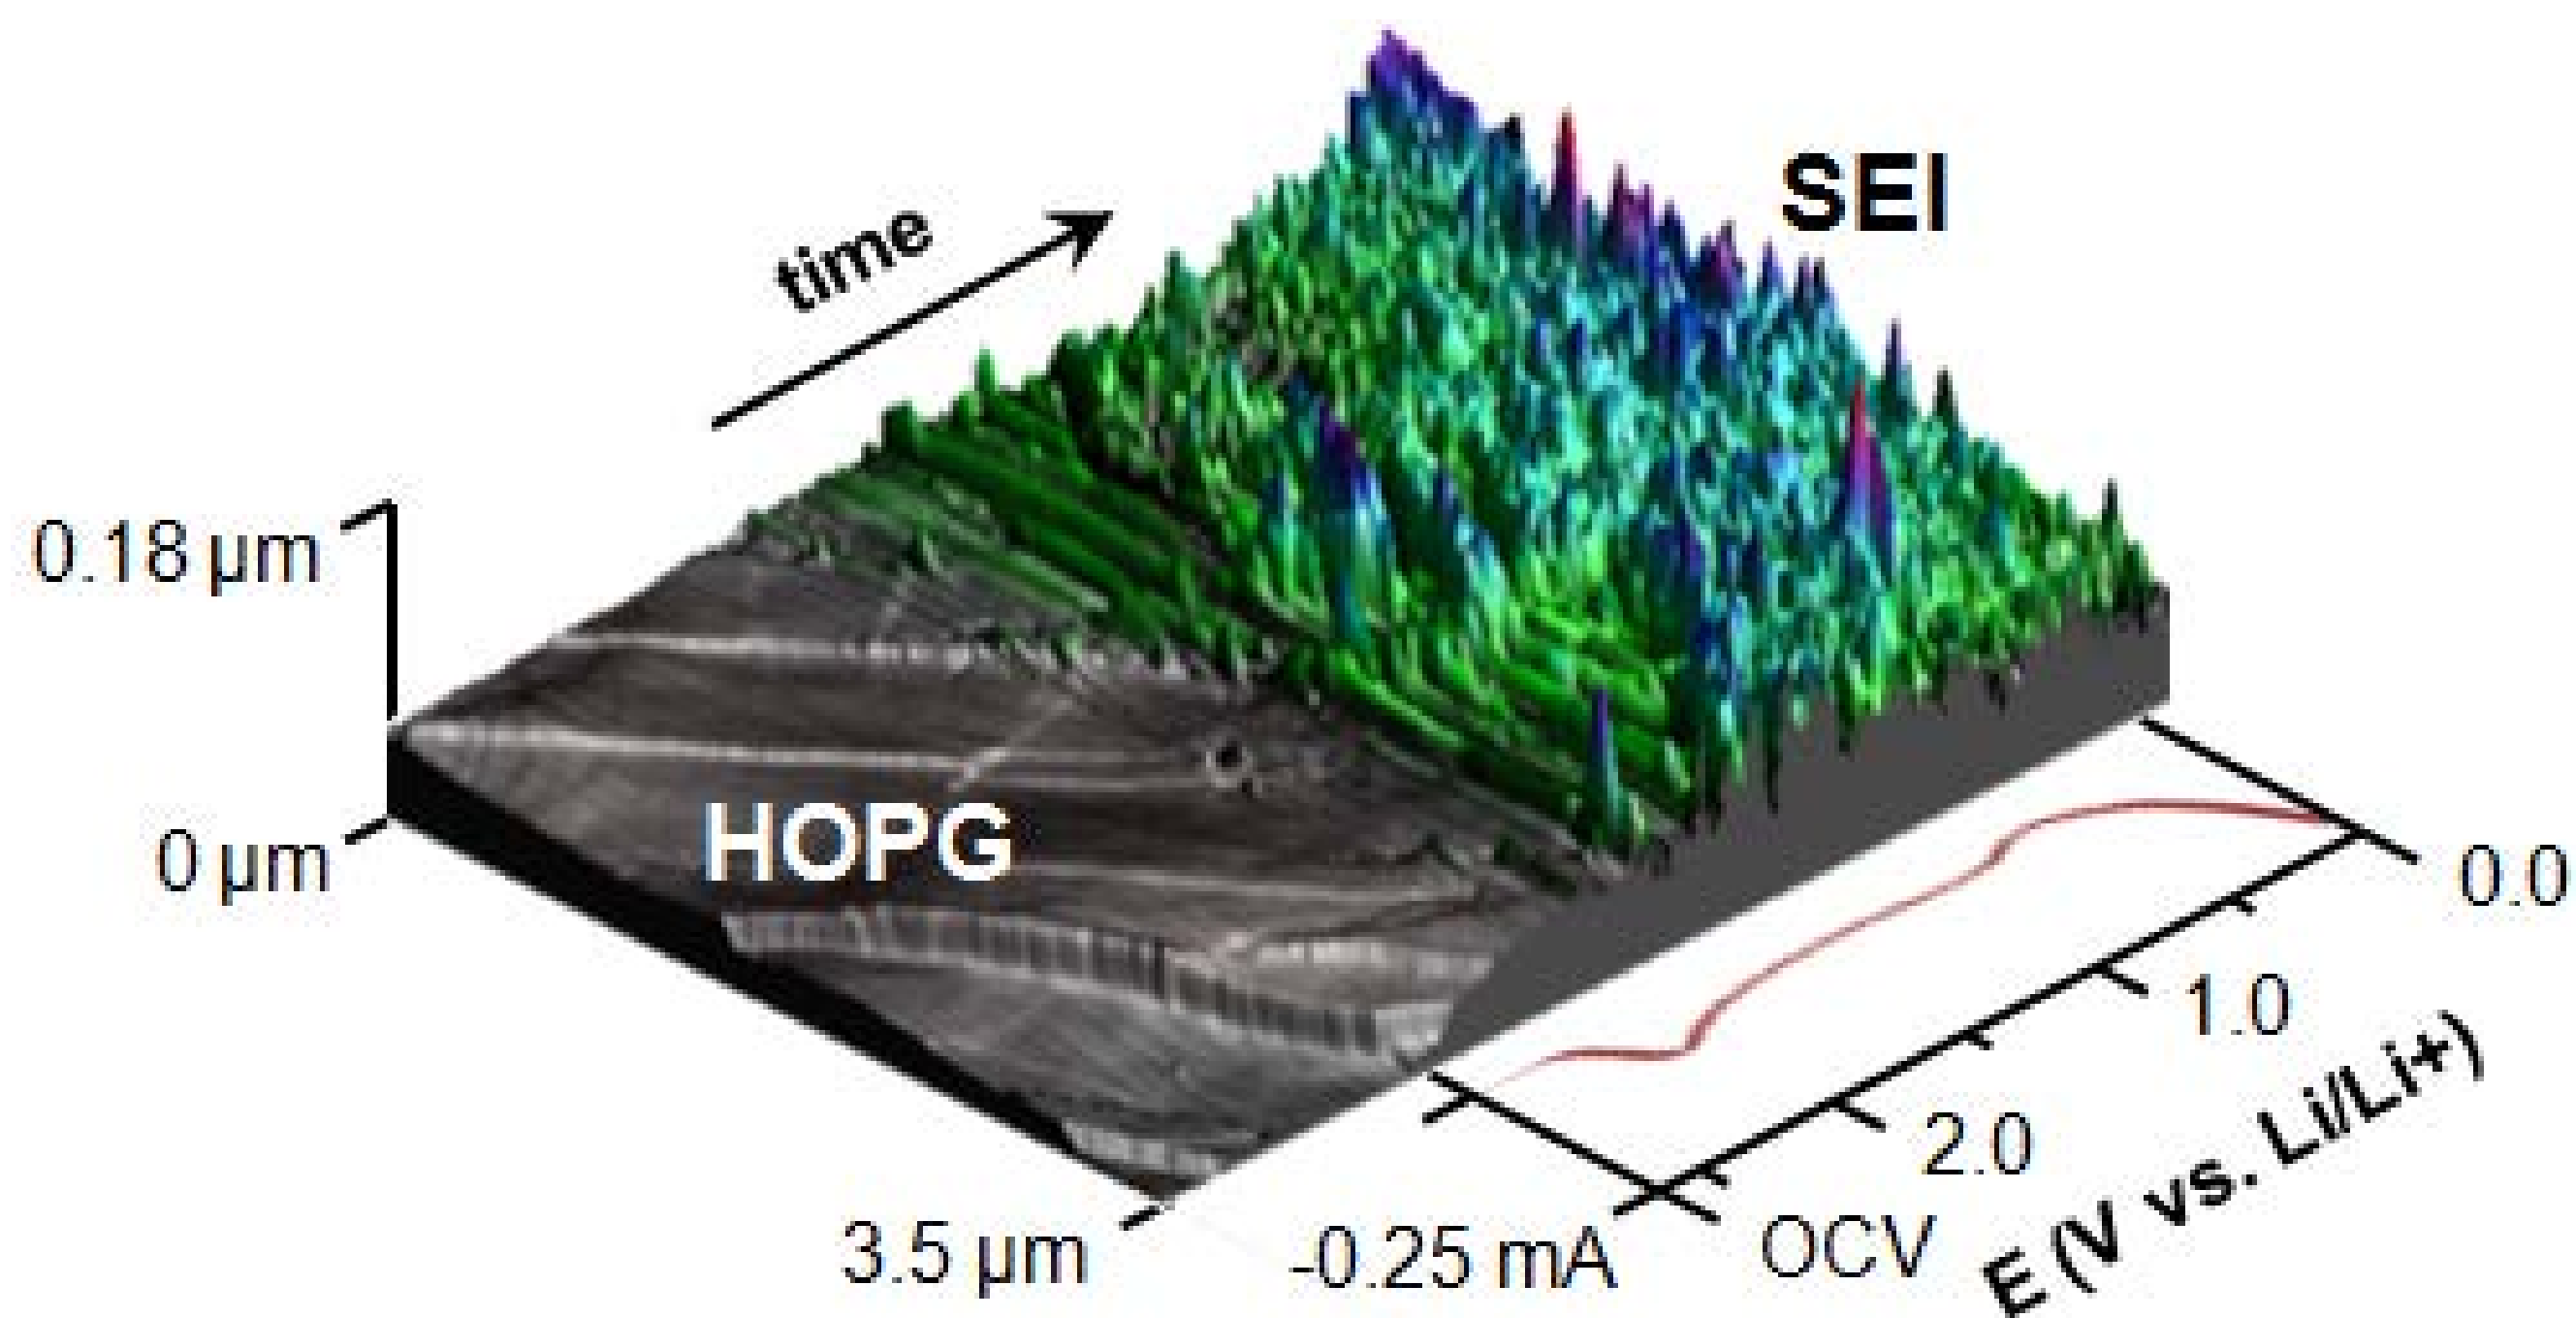 time
SEI
0.18 µm
0 µm
HOPG
3.5 µm
-0.25 mA
OCV
2.0
1.0
0.0
E (V vs. Li/Li+)